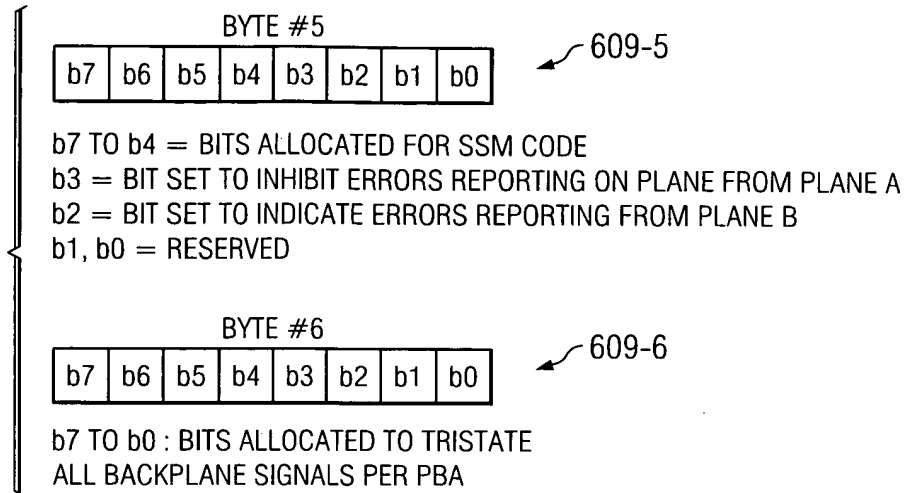 BYTE #5
b7 b6 b5 b4 b3 b2 b1 b0
609-5
b7 TO b4 = BITS ALLOCATED FOR SSM CODE
b3 = BIT SET TO INHIBIT ERRORS REPORTING ON PLANE FROM PLANE A
b2 = BIT SET TO INDICATE ERRORS REPORTING FROM PLANE B
b1, b0 = RESERVED
BYTE #6
b7 b6 b5 b4 b3 b2 b1 b0
609-6
b7 TO b0 : BITS ALLOCATED TO TRISTATE
ALL BACKPLANE SIGNALS PER PBA